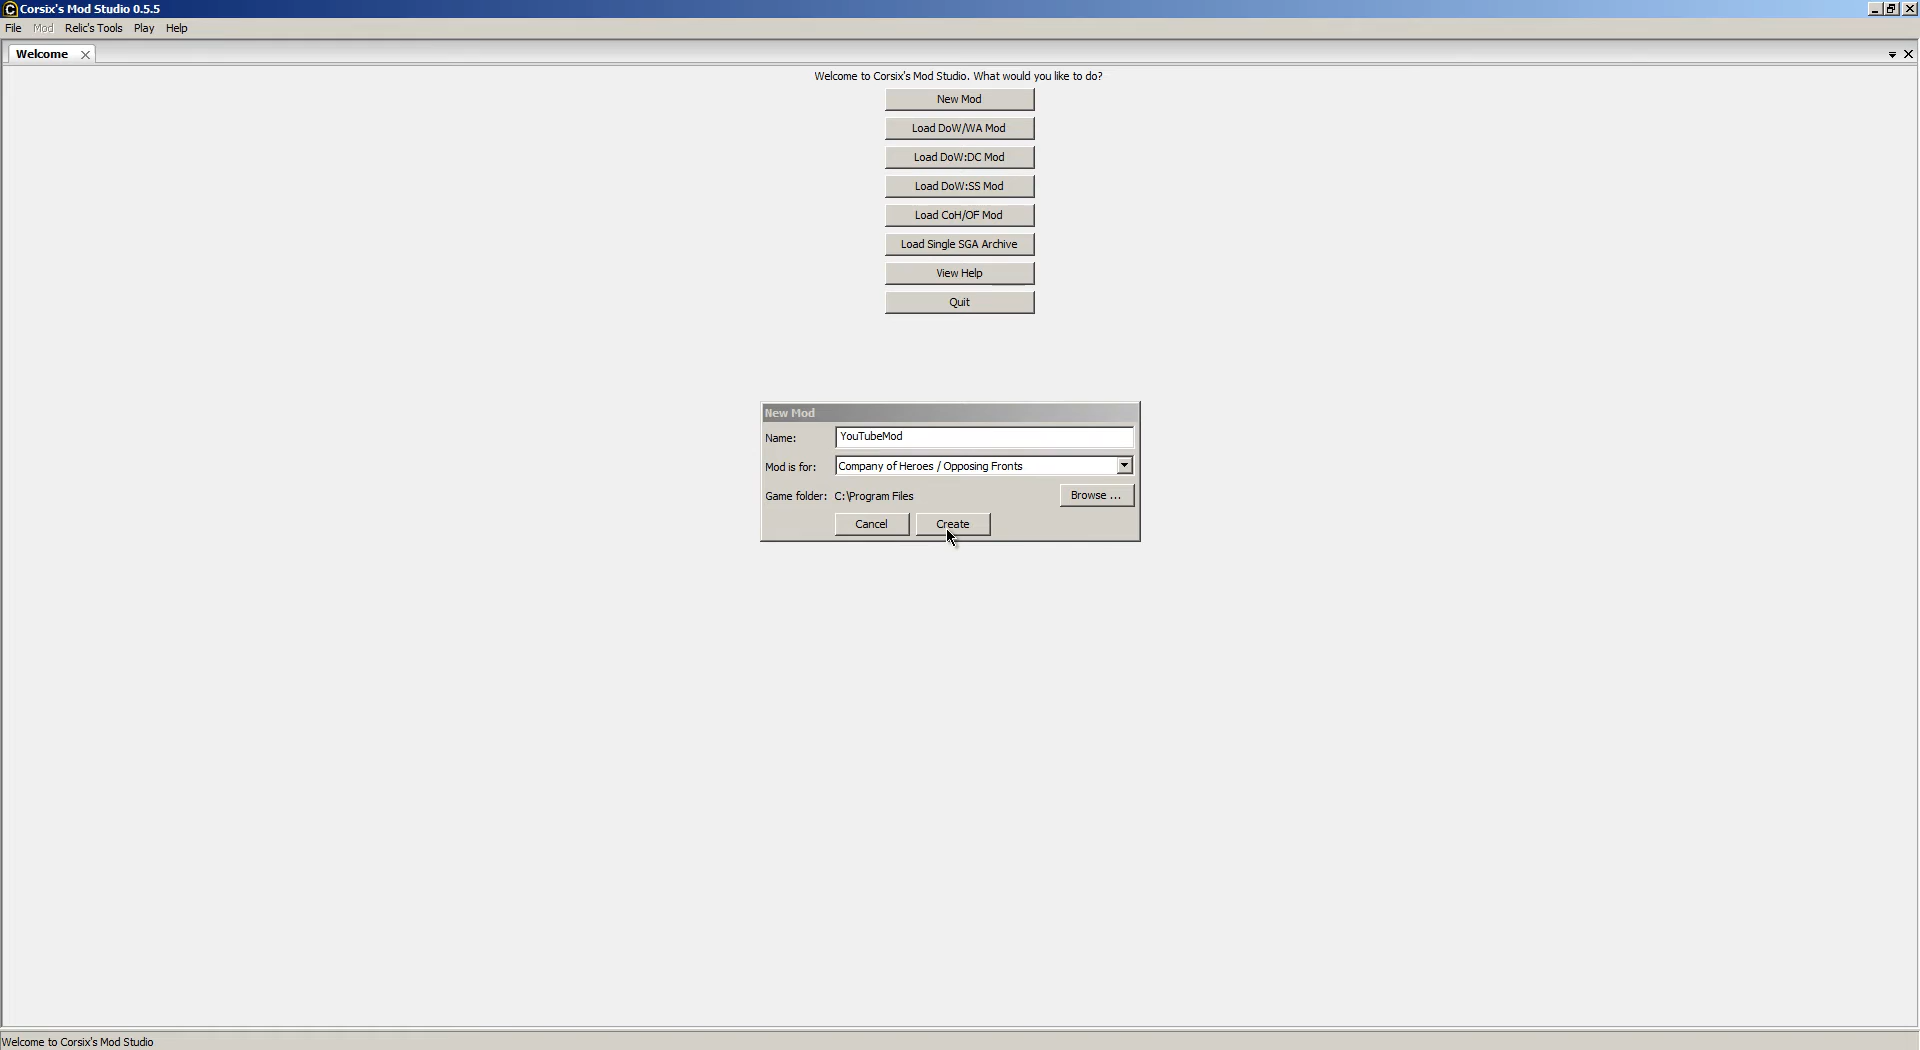 Corsix's Mod Studio 0.5.5
File Mod Relic's Tools Play Help
Welcome
Welcome to Corsix's Mod Studio. What would you like to do?
New Mod
Load DoW/WA Mod
Load DoW:DC Mod
Load DoW:SS Mod
Load CoH/OF Mod
Load Single SGA Archive
View Help
Quit
New Mod
Name: YouTubeMod
Mod is for: Company of Heroes / Opposing Fronts
Game folder: C:\Program Files Browse ...
Cancel Create
Welcome to Corsix's Mod Studio